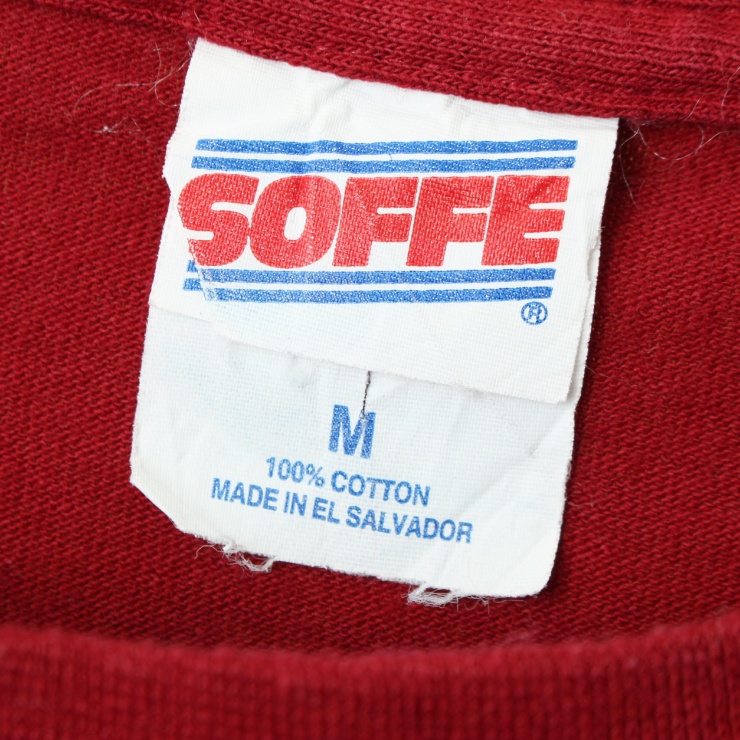 SOFFE
®
M
100% COTTON
MADE IN EL SALVADOR